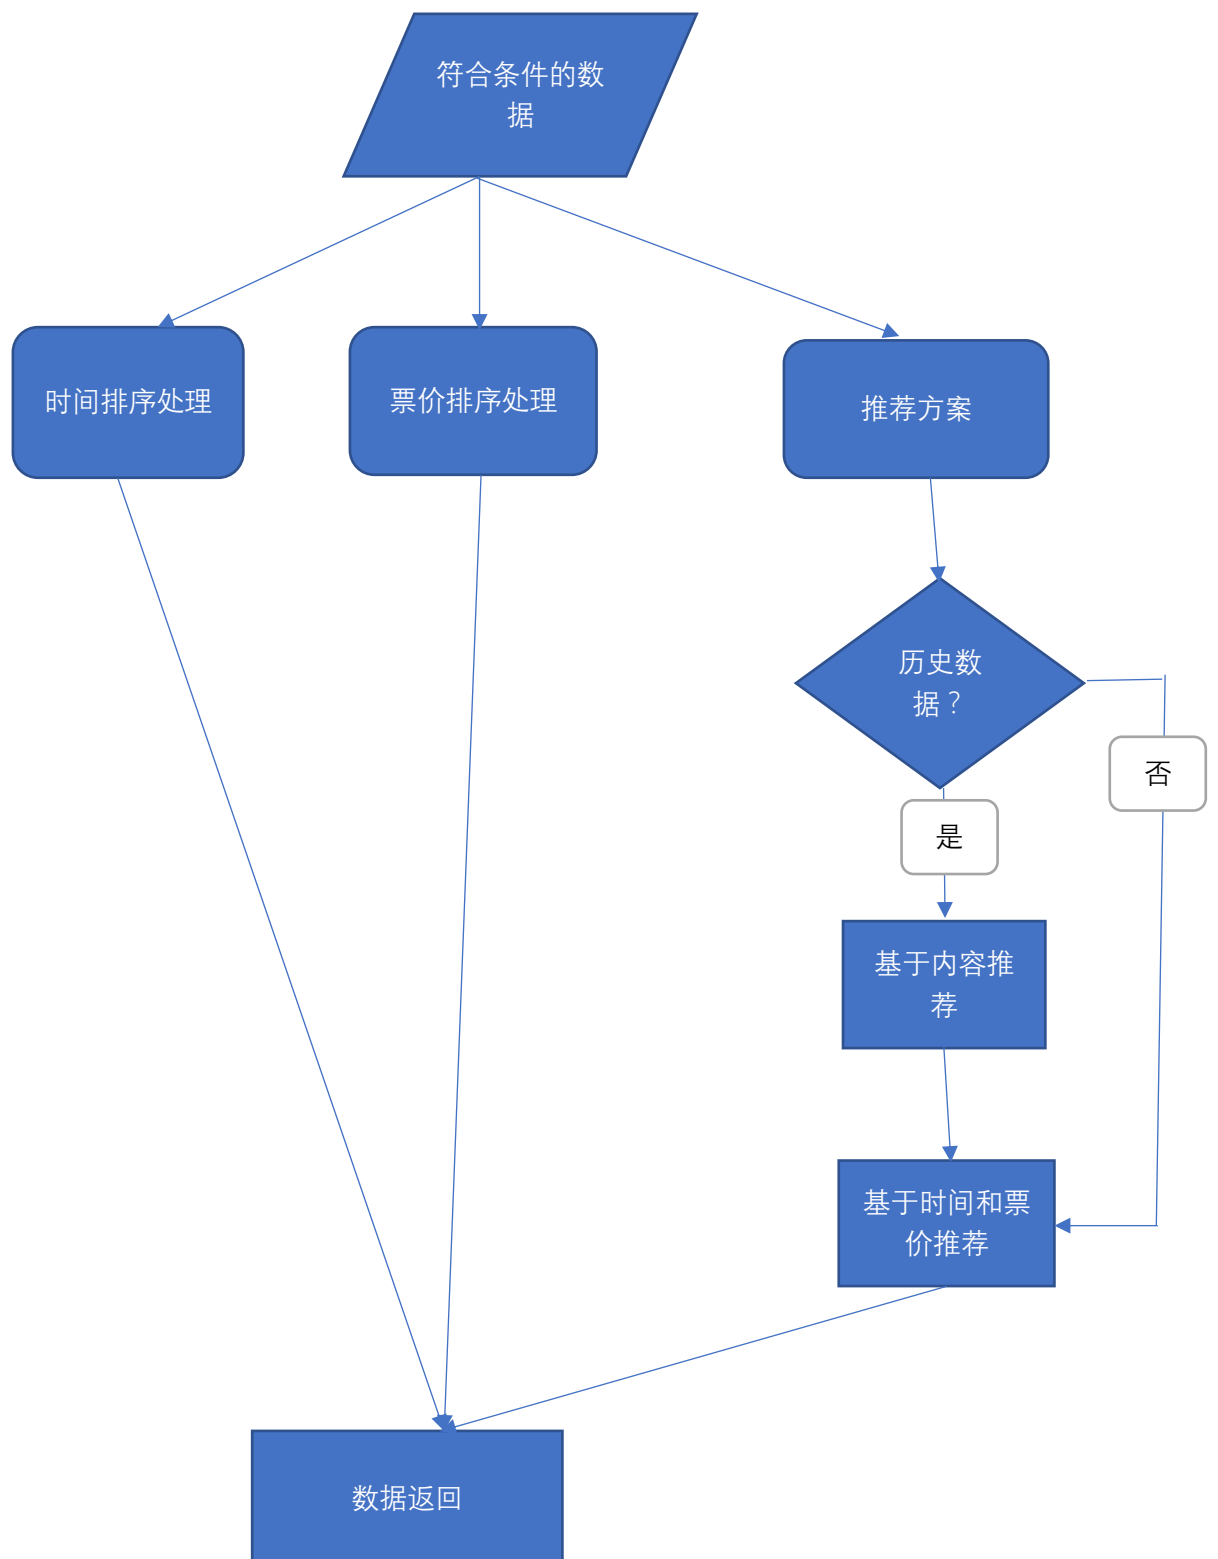 符合条件的数
据
时间排序处理
票价排序处理
推荐方案
历史数
据？
否
是
基于内容推
荐
基于时间和票
价推荐
数据返回